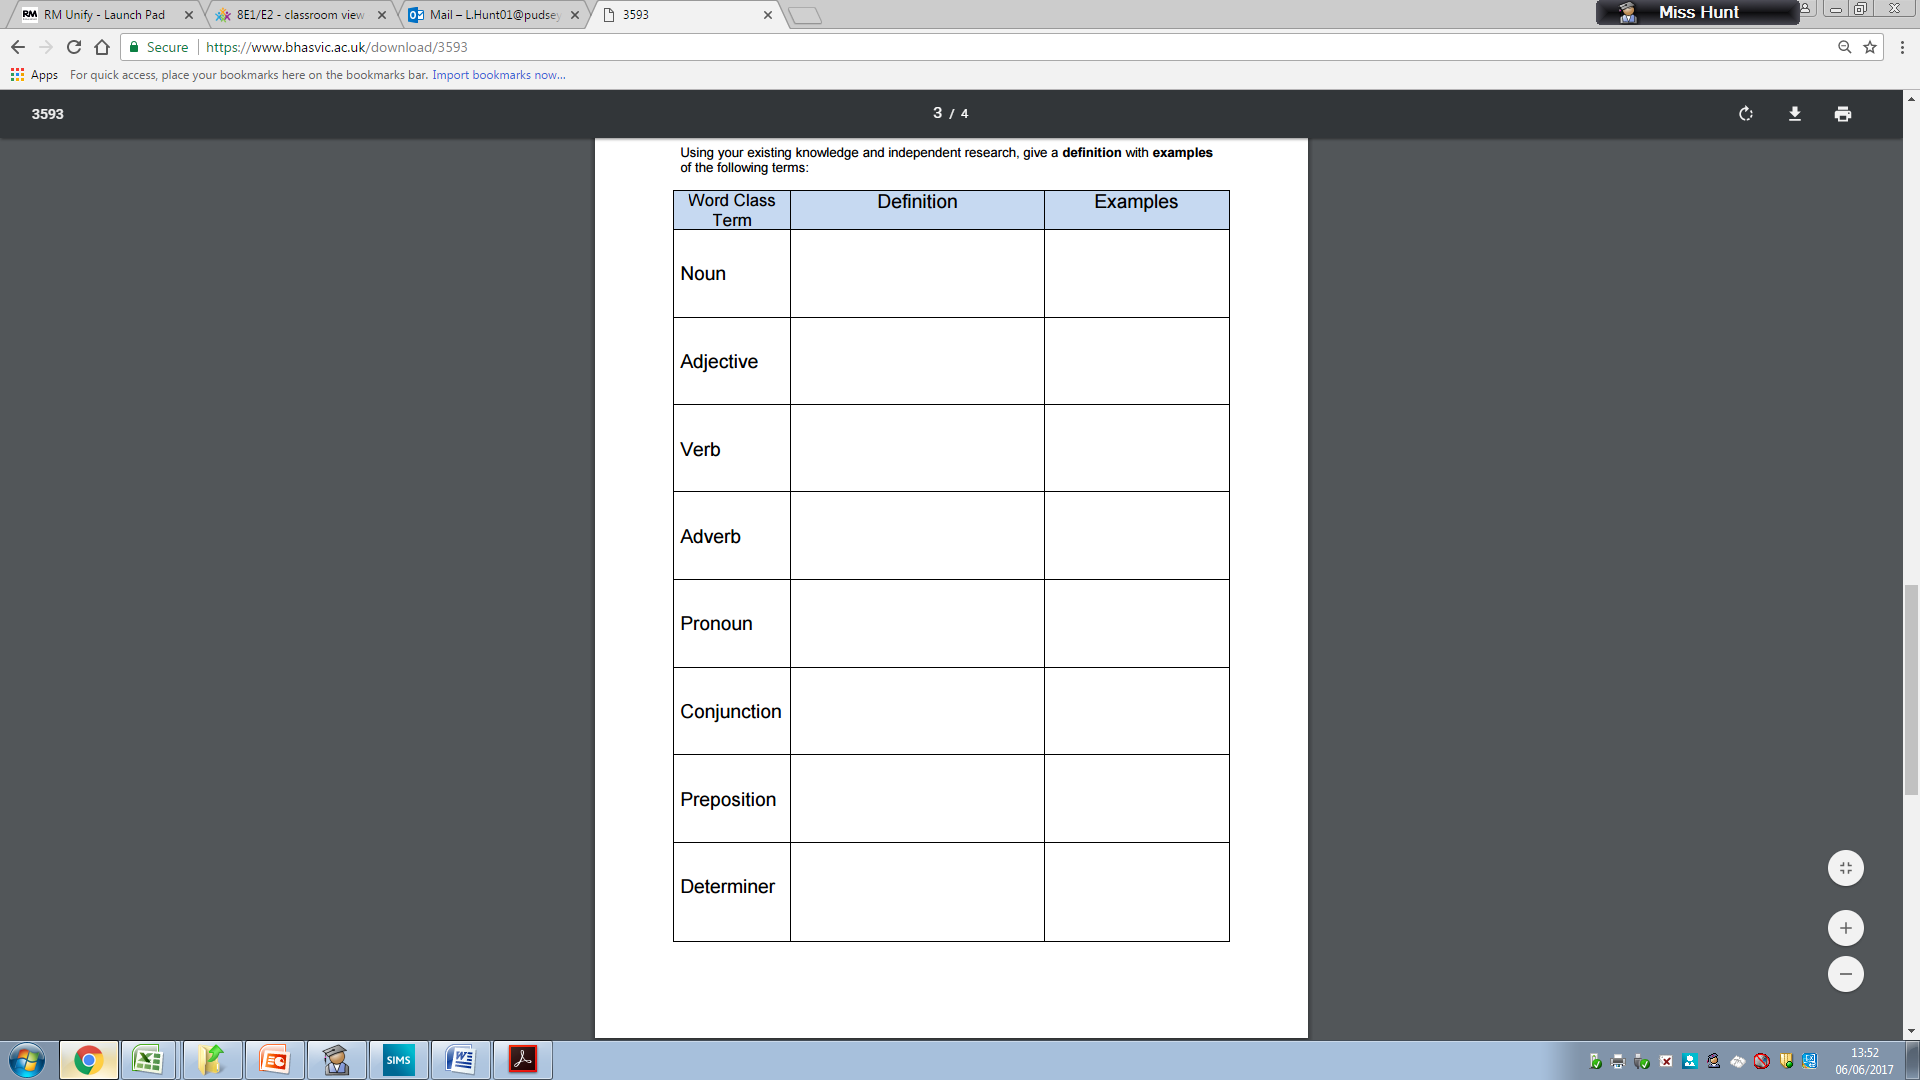 RM RM Unify - Launch Pad
8E1/E2 - classroom view
Mail – L.Hunt01@pudsey
3593
Miss Hunt
Secure https://www.bhasvic.ac.uk/download/3593
Apps For quick access, place your bookmarks here on the bookmarks bar. Import bookmarks now...
3593
3 / 4
Using your existing knowledge and independent research, give a definition with examples
of the following terms:
Word Class
Term
Definition
Examples
Noun
Adjective
Verb
Adverb
Pronoun
Conjunction
Preposition
Determiner
SIMS
13:52
06/06/2017